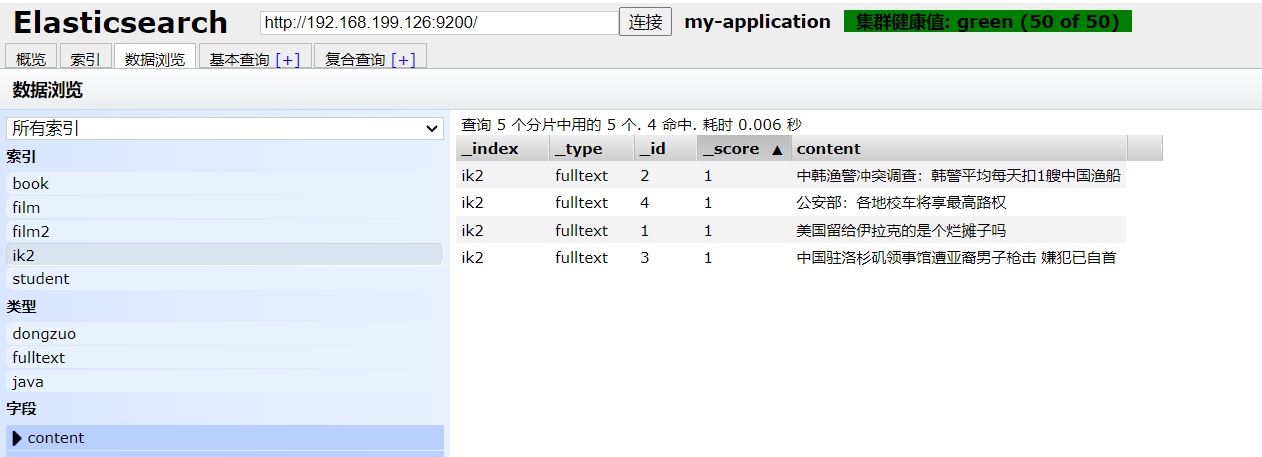 Elasticsearch http://192.168.199.126:9200/ 连接 my-application 集群健康值: green (50 of 50)
概览 索引 数据浏览 基本查询 [+] 复合查询 [+]
数据浏览
所有索引
索引
book
film
film2
ik2
student
类型
dongzuo
fulltext
java
字段
content
查询 5 个分片中用的 5 个. 4 命中. 耗时 0.006 秒
_index _type _id _score ▲ content
ik2 fulltext 2 1 中韩渔警冲突调查：韩警平均每天扣1艘中国渔船
ik2 fulltext 4 1 公安部：各地校车将享最高路权
ik2 fulltext 1 1 美国留给伊拉克的是个烂摊子吗
ik2 fulltext 3 1 中国驻洛杉矶领事馆遭亚裔男子枪击 嫌犯已自首